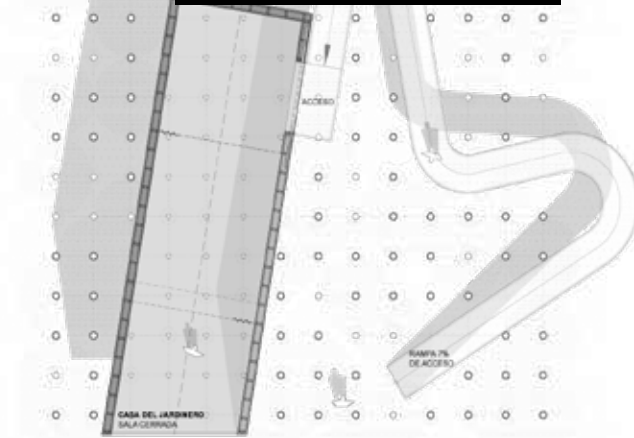 ACCESO
RAMPA 7%
DE ACCESO
CASA DEL JARDINERO
SALA CERRADA